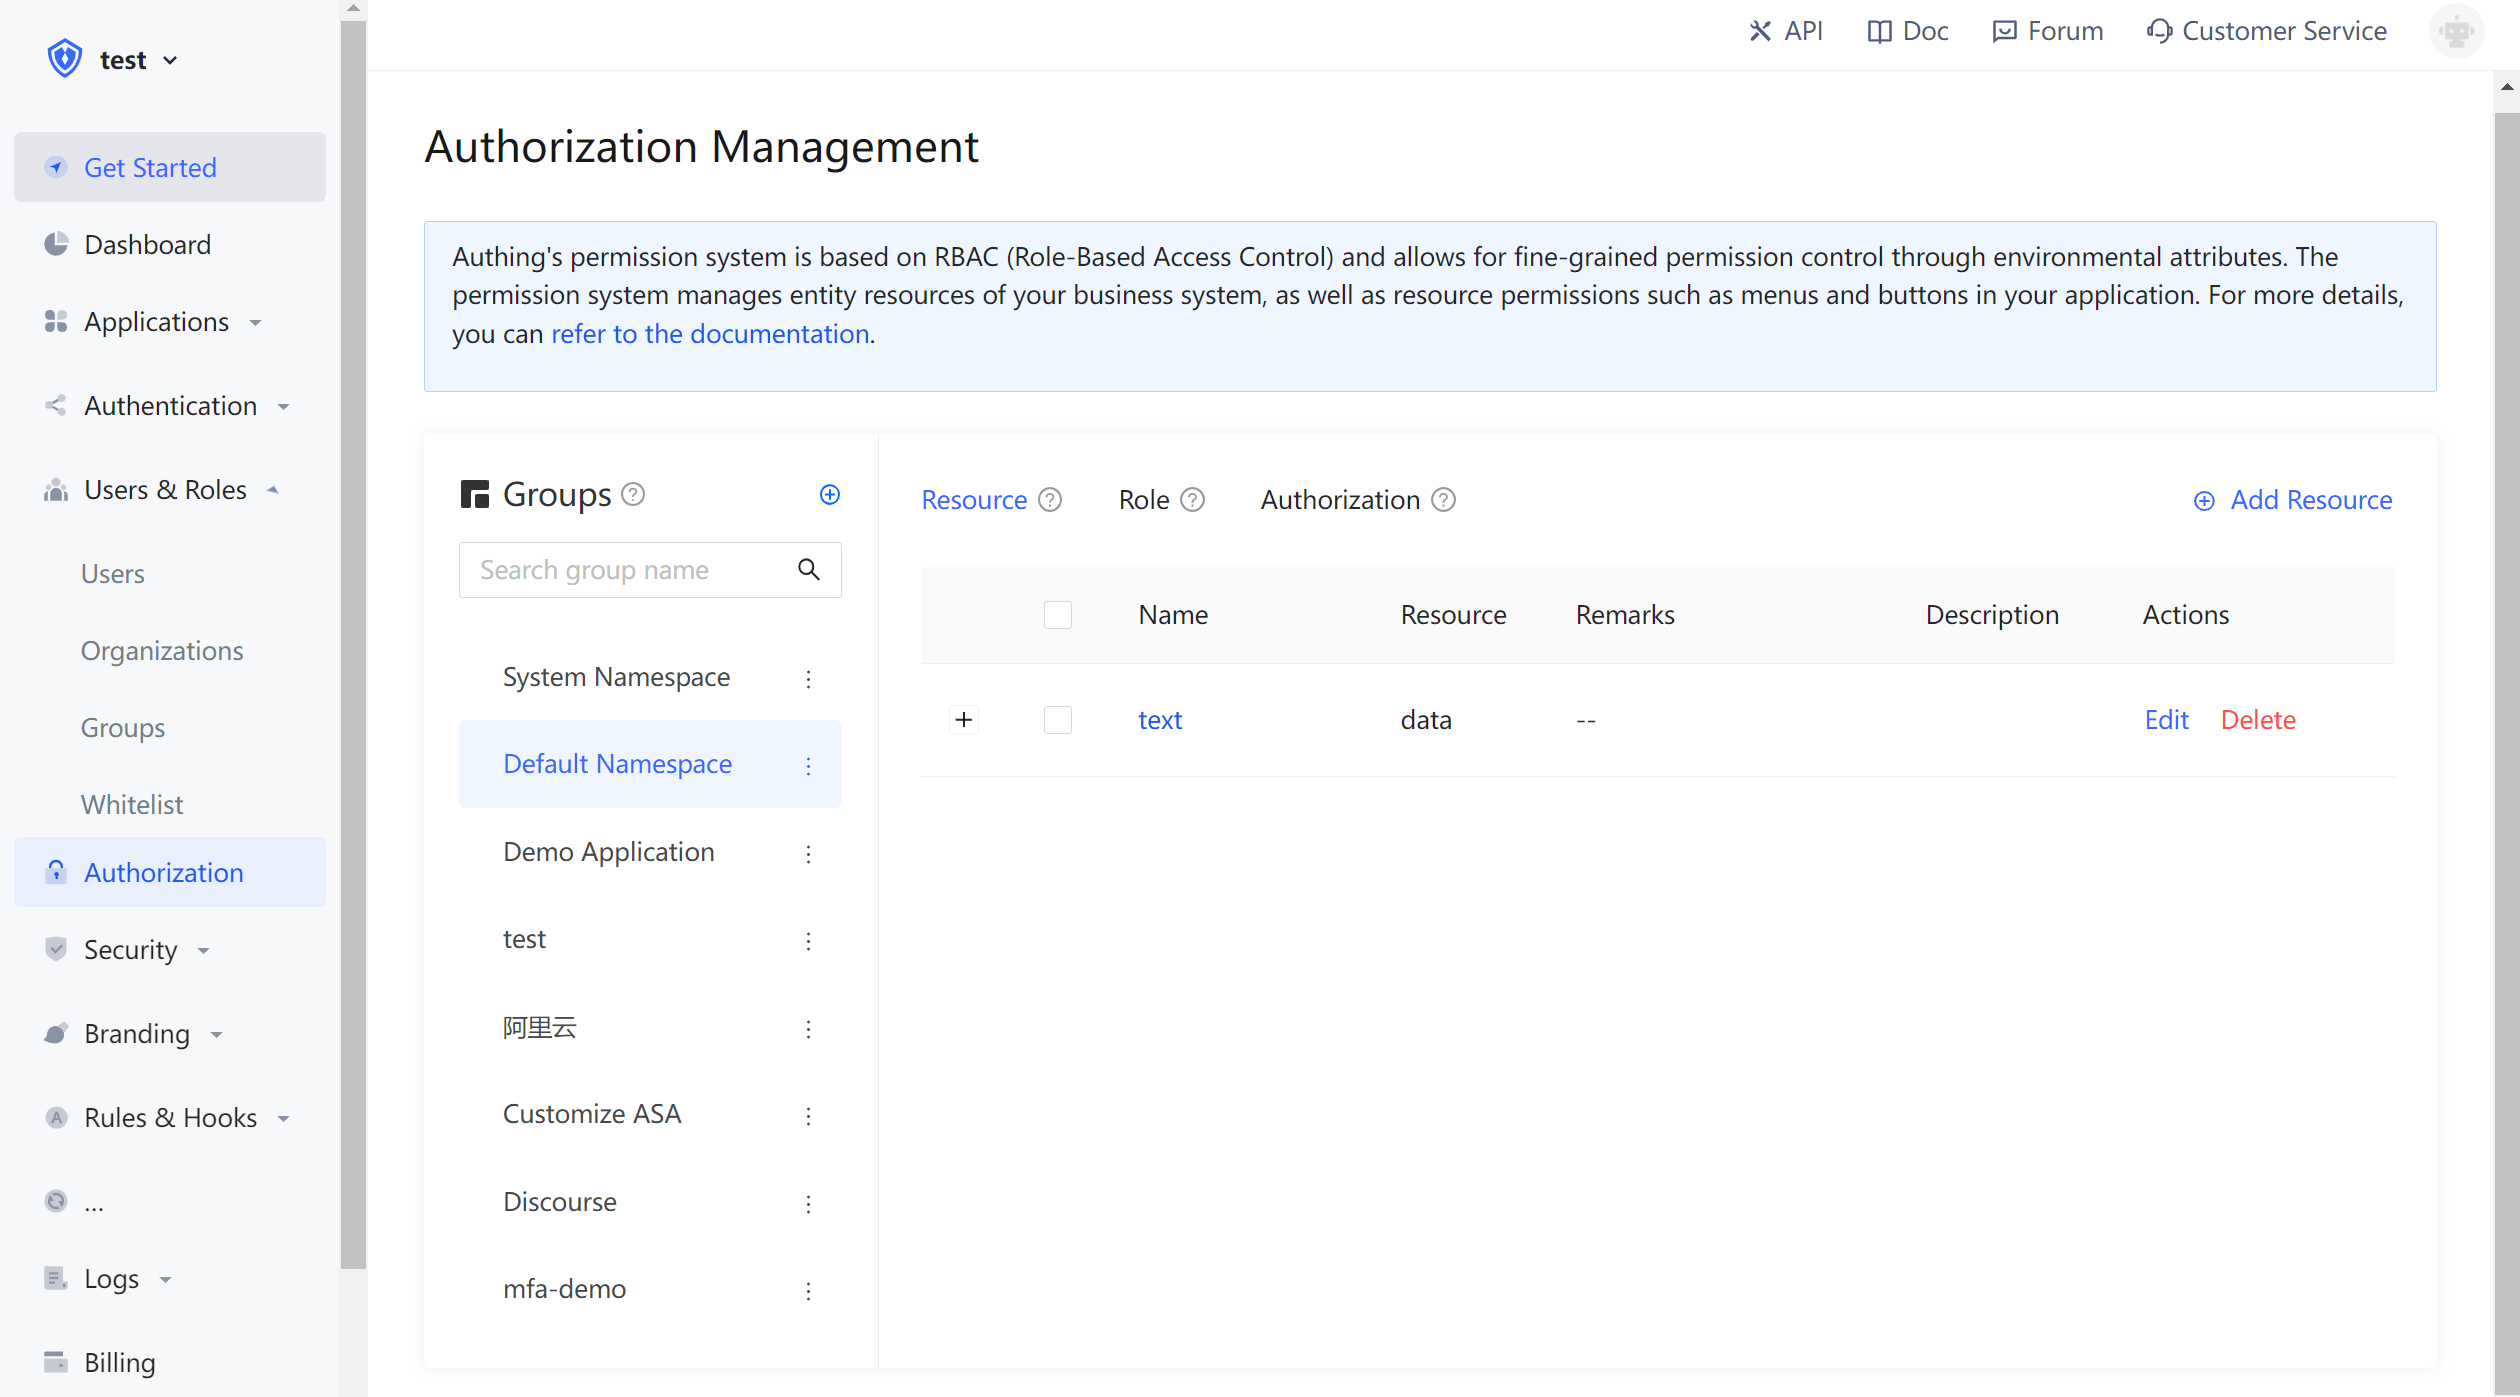 test
API
Doc
Forum
Customer Service
Get Started
Dashboard
Applications
Authentication
Users & Roles
Users
Organizations
Groups
Whitelist
Authorization
Security
Branding
Rules & Hooks
...
Logs
Billing
Authorization Management
Authing's permission system is based on RBAC (Role-Based Access Control) and allows for fine-grained permission control through environmental attributes. The
permission system manages entity resources of your business system, as well as resource permissions such as menus and buttons in your application. For more details,
you can refer to the documentation.
Groups
Search group name
System Namespace
Default Namespace
Demo Application
test
阿里云
Customize ASA
Discourse
mfa-demo
Resource Role Authorization Add Resource
Name Resource Remarks Description Actions
text data -- Edit Delete